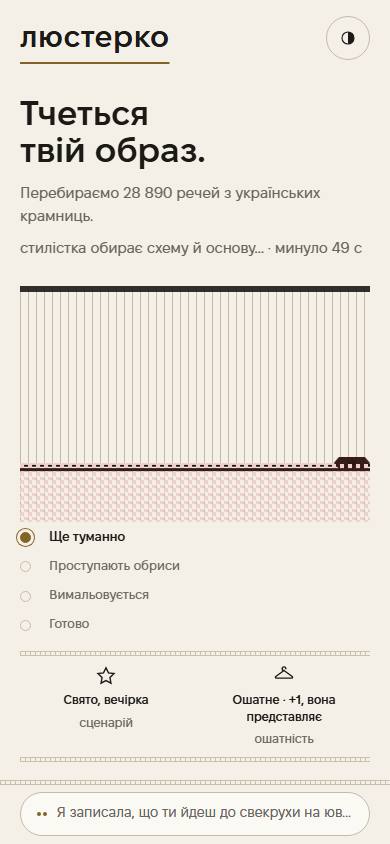 люстерко
Тчеться
твій образ.
Перебираємо 28 890 речей з українських
крамниць.
стилістка обирає схему й основу... · минуло 49 с
Ще туманно
Проступають обриси
Вимальовується
Готово
Свято, вечірка
сценарій
Ошатне · +1, вона
представляє
ошатність
Я записала, що ти йдеш до свекрухи на юв...